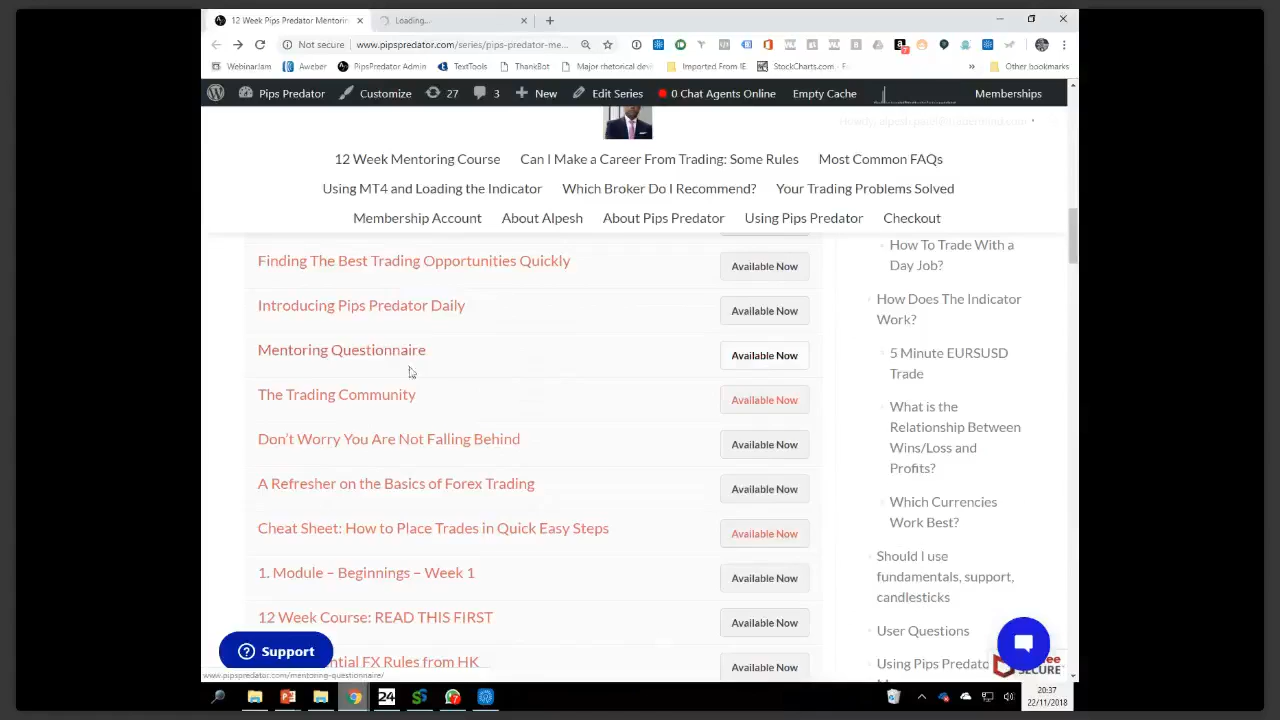 12 Week Pips Predator Mentorin
Loading...
Not secure
www.pipspredator.com/series/pips-predator-me...
WebinarJam
Aweber
PipsPredator Admin
TextTools
ThankBot
Major rhetorical dev
Imported From IE
StockCharts.com - F
»
Other bookmarks
Pips Predator
Customize
27
3
New
Edit Series
0 Chat Agents Online
Empty Cache
Memberships
12 Week Mentoring Course
Can I Make a Career From Trading: Some Rules
Most Common FAQs
Using MT4 and Loading the Indicator
Which Broker Do I Recommend?
Your Trading Problems Solved
Membership Account
About Alpesh
About Pips Predator
Using Pips Predator
Checkout
Finding The Best Trading Opportunities Quickly
Available Now
Introducing Pips Predator Daily
Available Now
Mentoring Questionnaire
Available Now
The Trading Community
Available Now
Don't Worry You Are Not Falling Behind
Available Now
A Refresher on the Basics of Forex Trading
Available Now
Cheat Sheet: How to Place Trades in Quick Easy Steps
Available Now
1. Module – Beginnings – Week 1
Available Now
12 Week Course: READ THIS FIRST
Available Now
ntial FX Rules from HK
Available Now
How To Trade With a
Day Job?
How Does The Indicator
Work?
5 Minute EURSUSD
Trade
What is the
Relationship Between
Wins/Loss and
Profits?
Which Currencies
Work Best?
Should I use
fundamentals, support,
candlesticks
User Questions
Using Pips Predato
SECURE
Support
www.pipspredator.com/mentoring-questionnaire/
24
20:37
22/11/2018